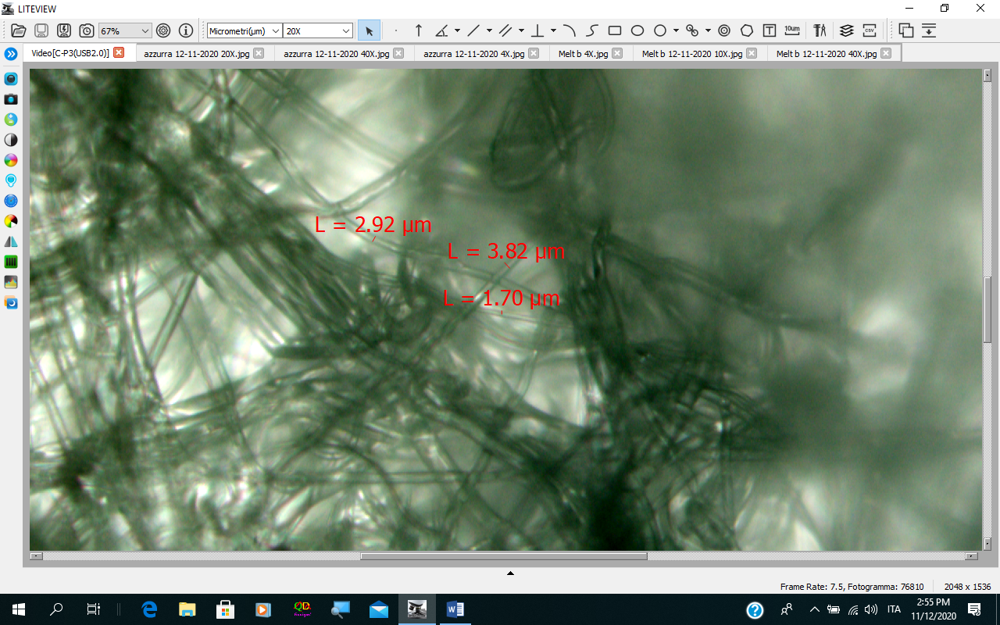 LITEVIEW
67%
Micrometri(µm)
20X
10um
CSV
Video[C-P3(USB2.0)]
azzurra 12-11-2020 20X.jpg
azzurra 12-11-2020 40X.jpg
azzurra 12-11-2020 4X.jpg
Melt b 4X.jpg
Melt b 12-11-2020 10X.jpg
Melt b 12-11-2020 40X.jpg
L = 2.92 µm
L = 3.82 µm
L = 1.70 µm
Frame Rate: 7.5, Fotogramma: 76810
2048 x 1536
QD
ITA
2:55 PM
11/12/2020